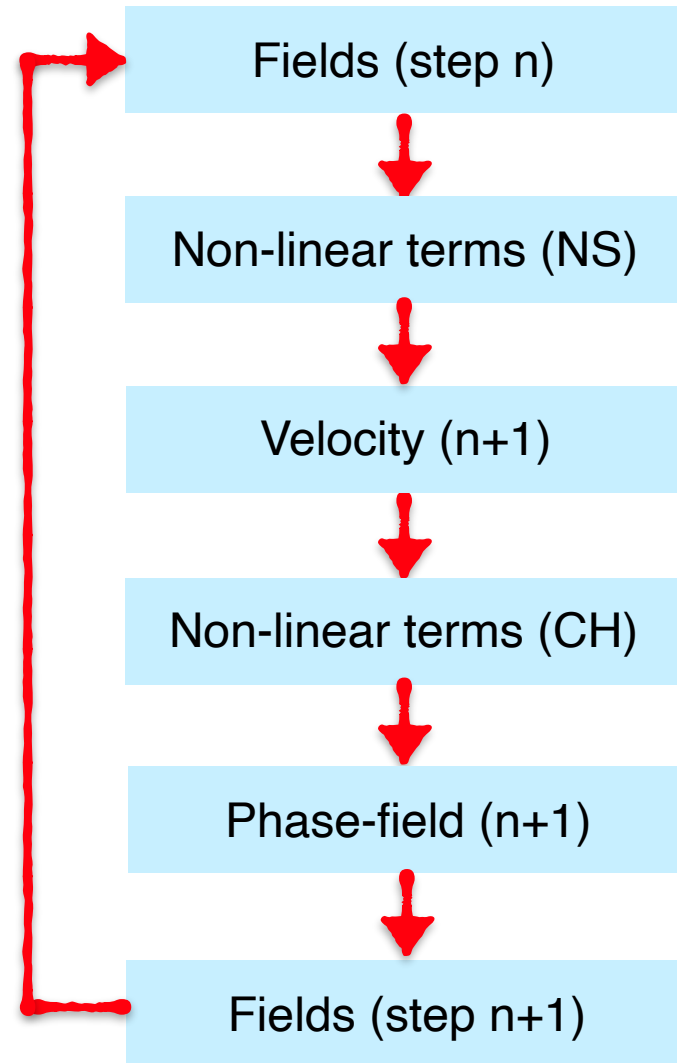 Fields (step n)
Non-linear terms (NS)
Velocity (n+1)
Non-linear terms (CH)
Phase-field (n+1)
Fields (step n+1)